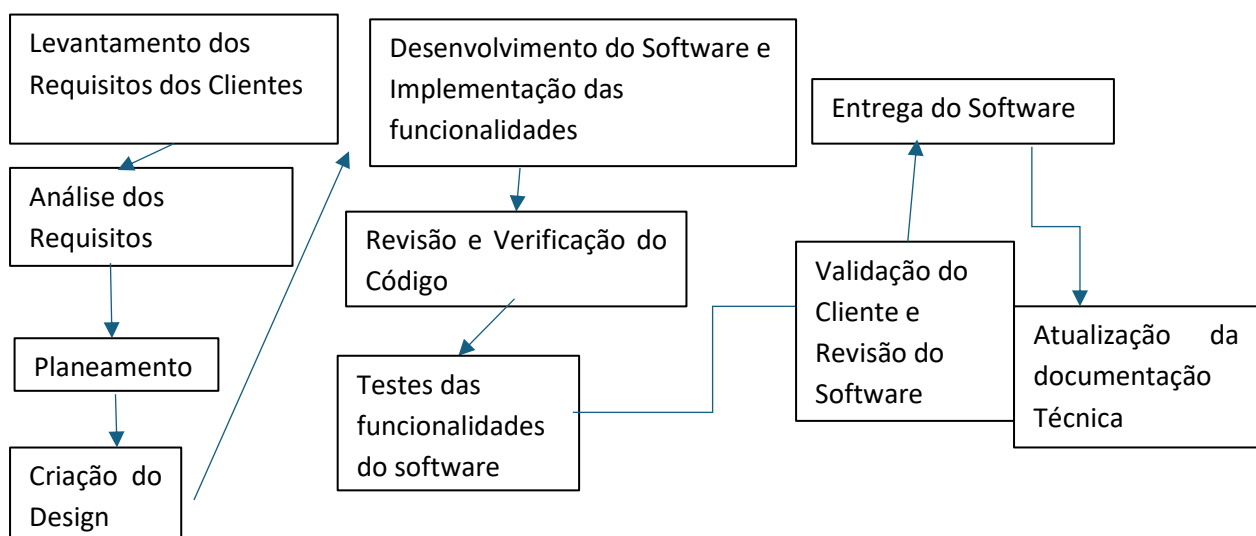 Levantamento dos
Requisitos dos Clientes
Análise dos
Requisitos
Planeamento
Criação do
Design
Desenvolvimento do Software e
Implementação das
funcionalidades
Revisão e Verificação do
Código
Testes das
funcionalidades
do software
Validação do
Cliente e
Revisão do
Software
Entrega do Software
Atualização da
documentação
Técnica